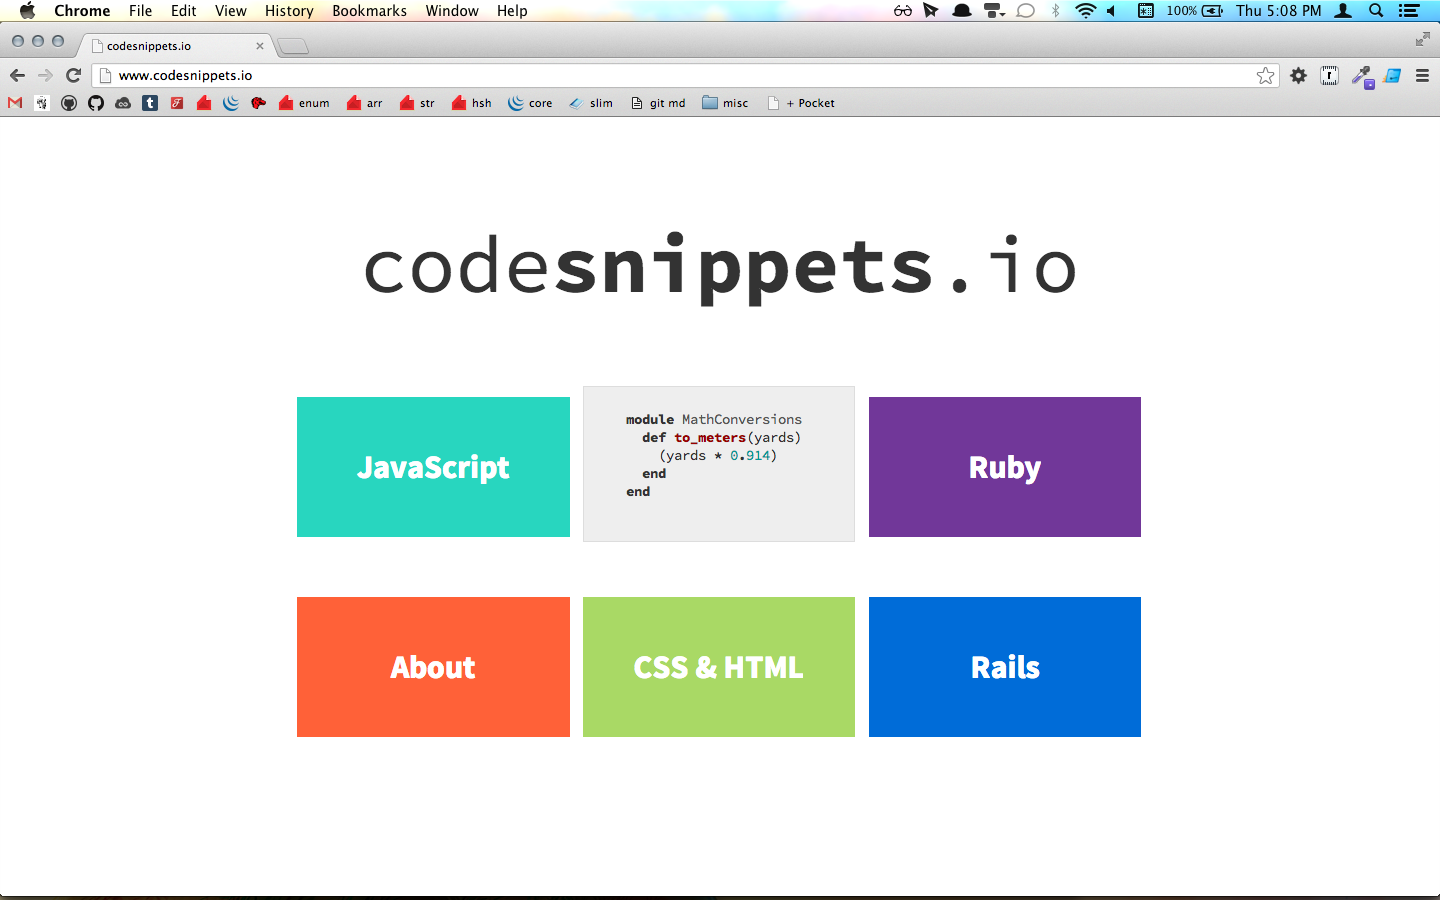 Chrome File Edit View History Bookmarks Window Help 100% Thu 5:08 PM
codesnippets.io
www.codesnippets.io
enum arr str hsh core slim git md misc + Pocket
codesnippets.io
JavaScript
module MathConversions
  def to_meters(yards)
    (yards * 0.914)
  end
end
Ruby
About
CSS & HTML
Rails